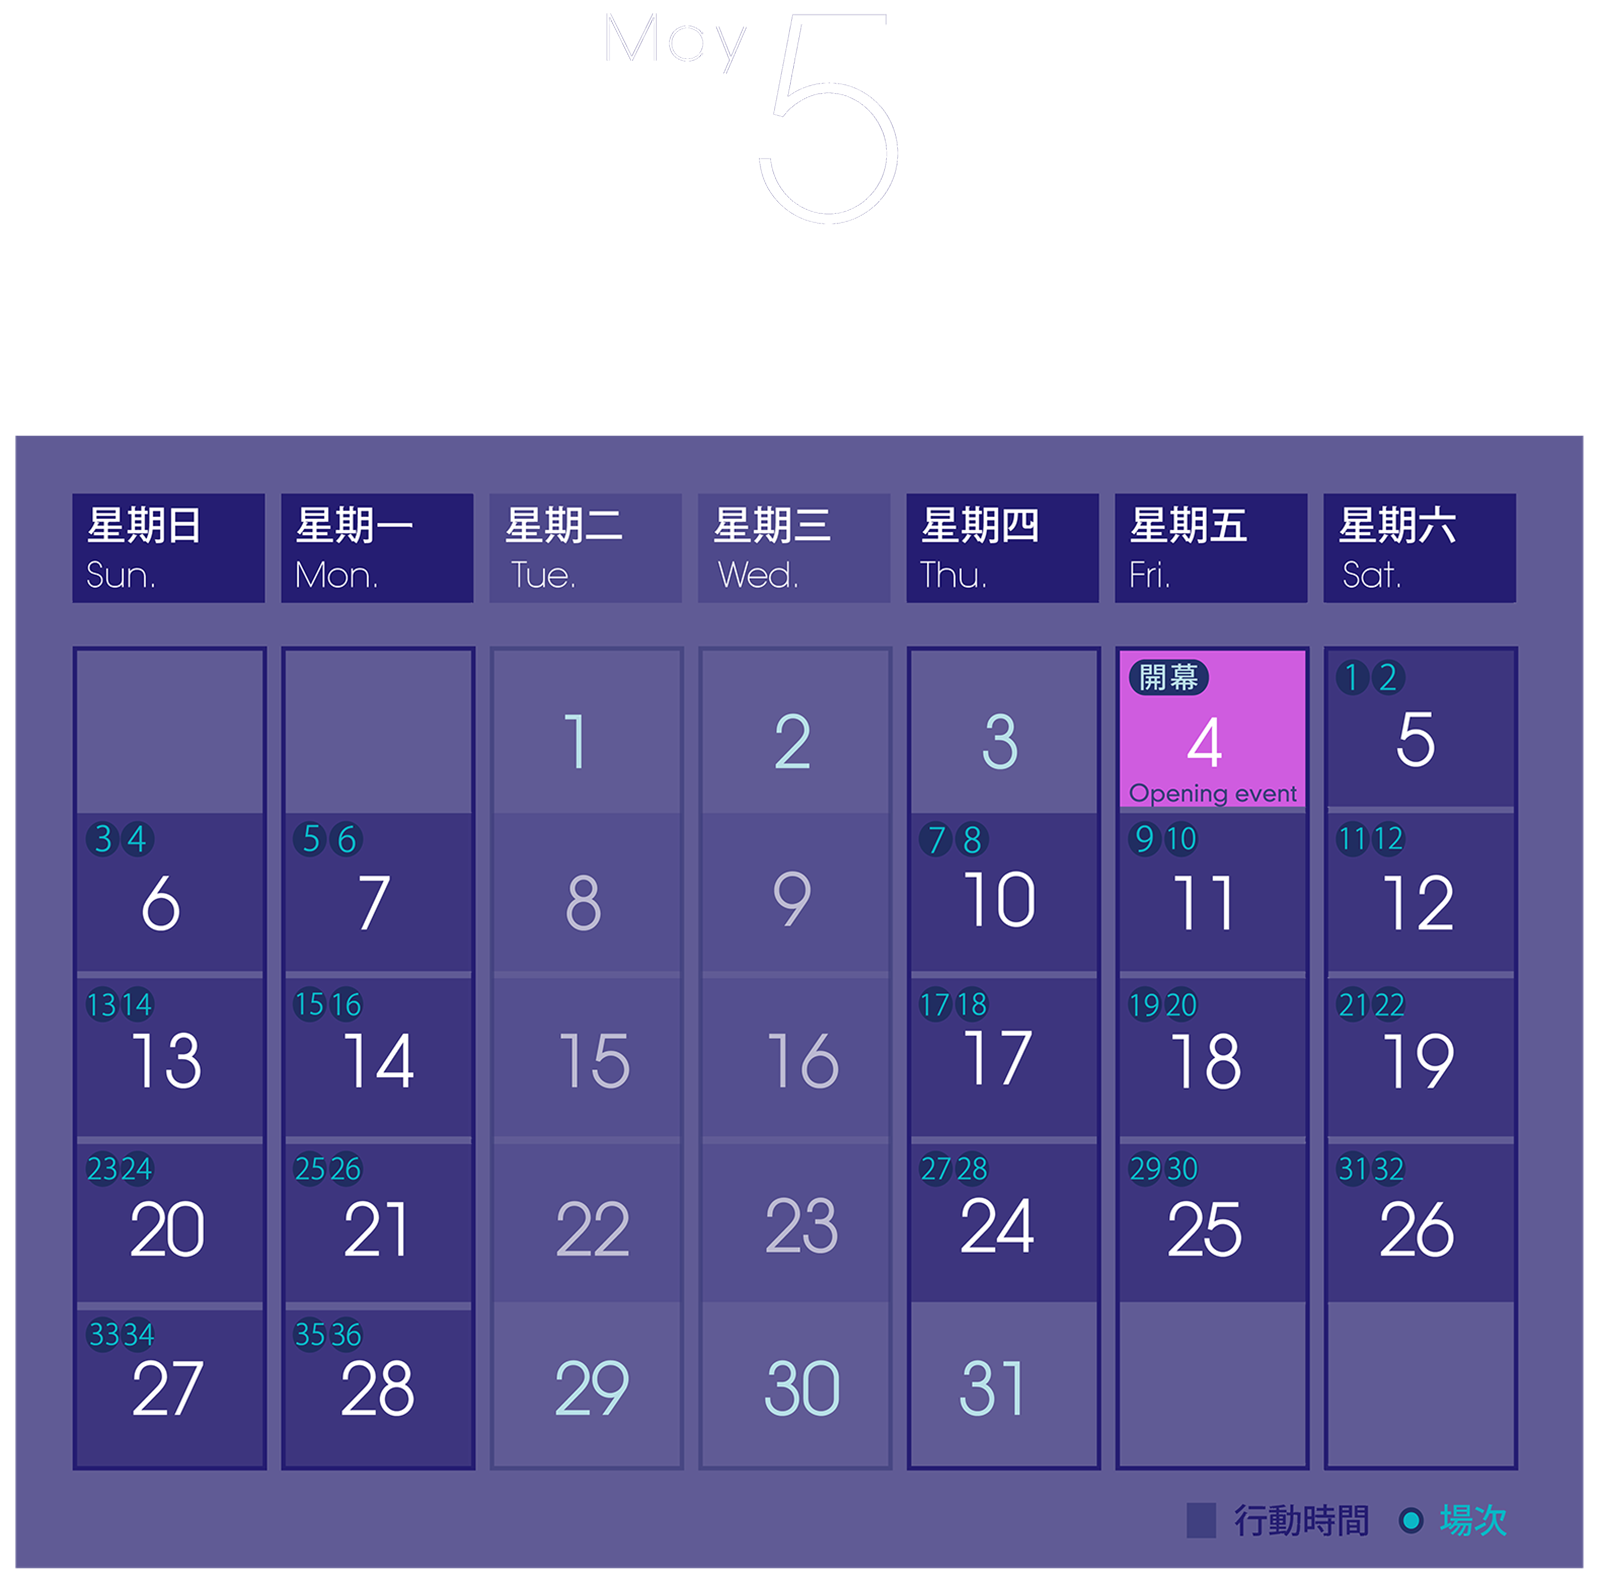 May 5
星期日 星期一 星期二 星期三 星期四 星期五 星期六
Sun. Mon. Tue. Wed. Thu. Fri. Sat.
開幕 1 2
1 2 3 4 5
Opening event
3 4 5 6 7 8 9 10 11 12
6 7 8 9 10 11 12
13 14 15 16 17 18 19 20 21 22
13 14 15 16 17 18 19
23 24 25 26 27 28 29 30 31 32
20 21 22 23 24 25 26
33 34 35 36
27 28 29 30 31
行動時間 場次